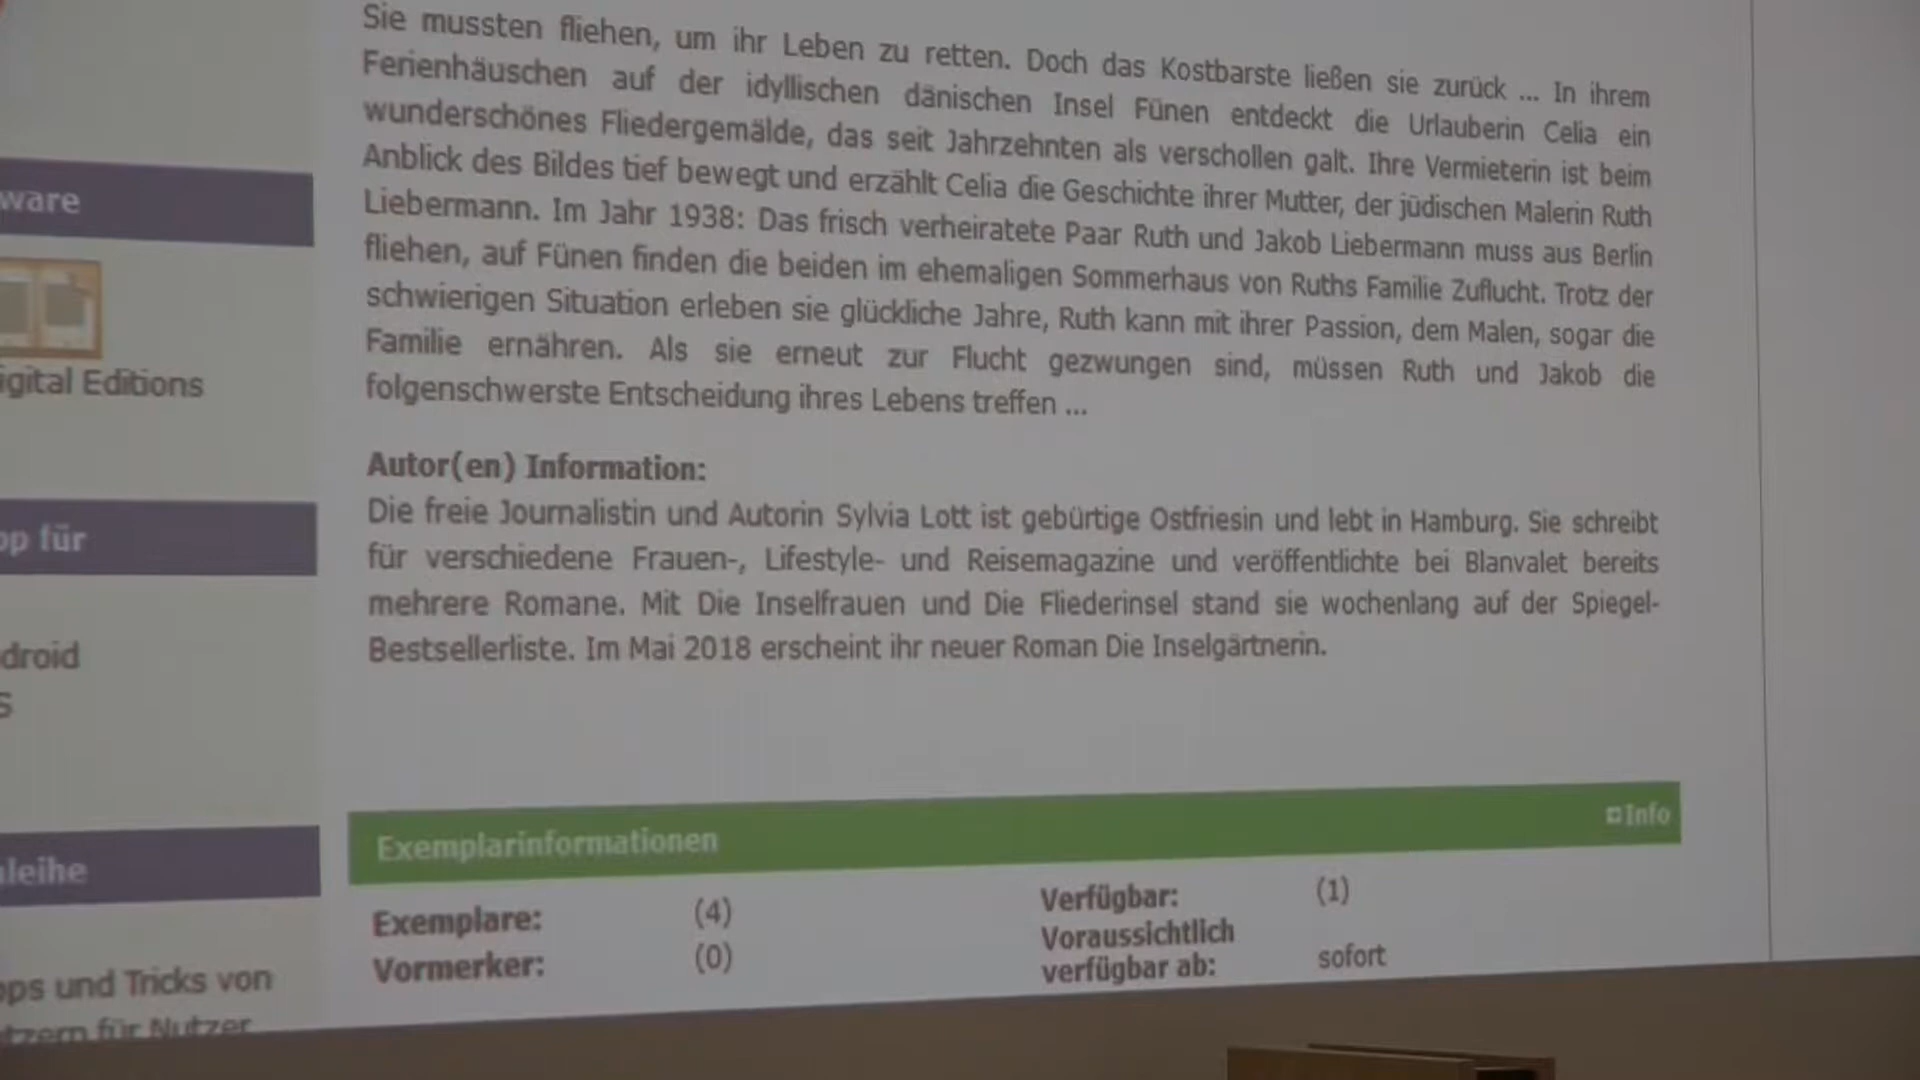 Sie mussten fliehen, um ihr Leben zu retten. Doch das Kostbarste ließen sie zurück ... In ihrem
Ferienhäuschen auf der idyllischen dänischen Insel Fünen entdeckt die Urlauberin Celia ein
wunderschönes Fliedergemälde, das seit Jahrzehnten als verschollen galt. Ihre Vermieterin ist beim
Anblick des Bildes tief bewegt und erzählt Celia die Geschichte ihrer Mutter, der jüdischen Malerin Ruth
Liebermann. Im Jahr 1938: Das frisch verheiratete Paar Ruth und Jakob Liebermann muss aus Berlin
fliehen, auf Fünen finden die beiden im ehemaligen Sommerhaus von Ruths Familie Zuflucht. Trotz der
schwierigen Situation erleben sie glückliche Jahre, Ruth kann mit ihrer Passion, dem Malen, sogar die
Familie ernähren. Als sie erneut zur Flucht gezwungen sind, müssen Ruth und Jakob die
folgenschwerste Entscheidung ihres Lebens treffen ...
Autor(en) Information:
Die freie Journalistin und Autorin Sylvia Lott ist gebürtige Ostfriesin und lebt in Hamburg. Sie schreibt
für verschiedene Frauen-, Lifestyle- und Reisemagazine und veröffentlichte bei Blanvalet bereits
mehrere Romane. Mit Die Inselfrauen und Die Fliederinsel stand sie wochenlang auf der Spiegel-
Bestsellerliste. Im Mai 2018 erscheint ihr neuer Roman Die Inselgärtnerin.
Exemplarinformationen
Info
Exemplare: (4)
Vormerker: (0)
Verfügbar: (1)
Voraussichtlich
verfügbar ab: sofort
ware
igital Editions
pp für
droid
S
leihe
pps und Tricks von
tzern für Nutzer